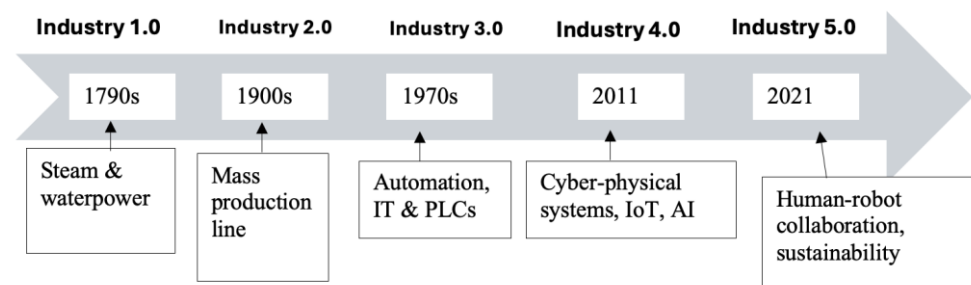 Industry 1.0
Industry 2.0
Industry 3.0
Industry 4.0
Industry 5.0
1790s
1900s
1970s
2011
2021
Steam &
waterpower
Mass
production
line
Automation,
IT & PLCs
Cyber-physical
systems, IoT, AI
Human-robot
collaboration,
sustainability